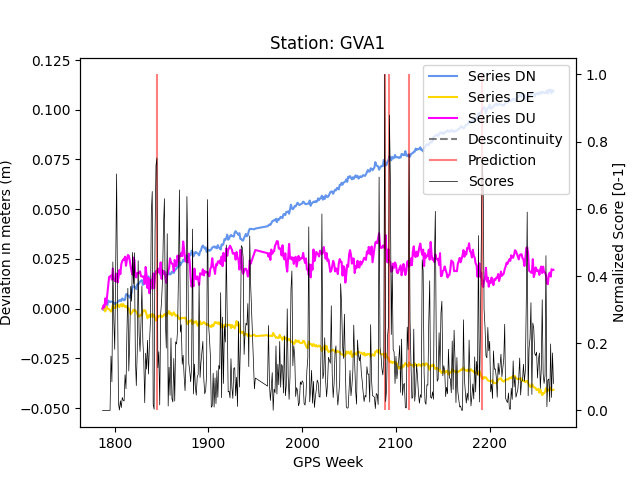 Station: GVA1
Deviation in meters (m)
0.125
0.100
0.075
0.050
0.025
0.000
−0.025
−0.050
1800
1900
2000
2100
2200
GPS Week
Series DN
Series DE
Series DU
Descontinuity
Prediction
Scores
1.0
0.8
0.6
0.4
0.2
0.0
Normalized Score [0-1]